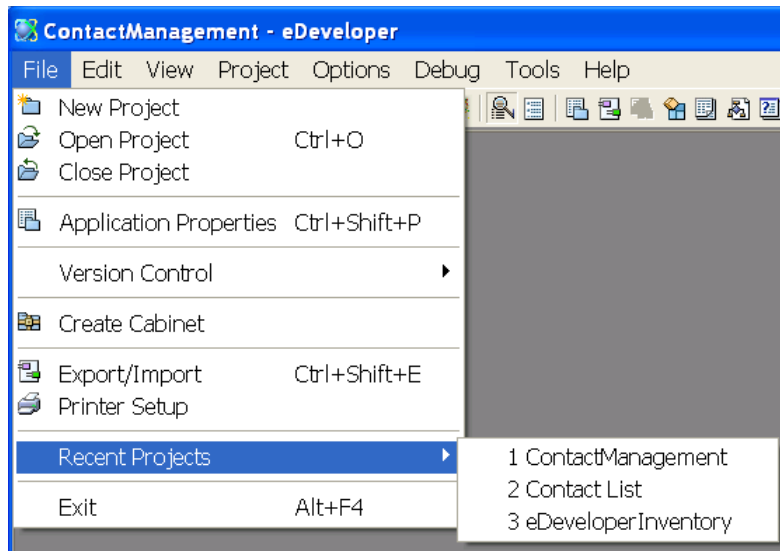 ContactManagement - eDeveloper
File Edit View Project Options Debug Tools Help
New Project
Open Project Ctrl+O
Close Project
Application Properties Ctrl+Shift+P
Version Control
Create Cabinet
Export/Import Ctrl+Shift+E
Printer Setup
Recent Projects
1 ContactManagement
2 Contact List
3 eDeveloperInventory
Exit Alt+F4